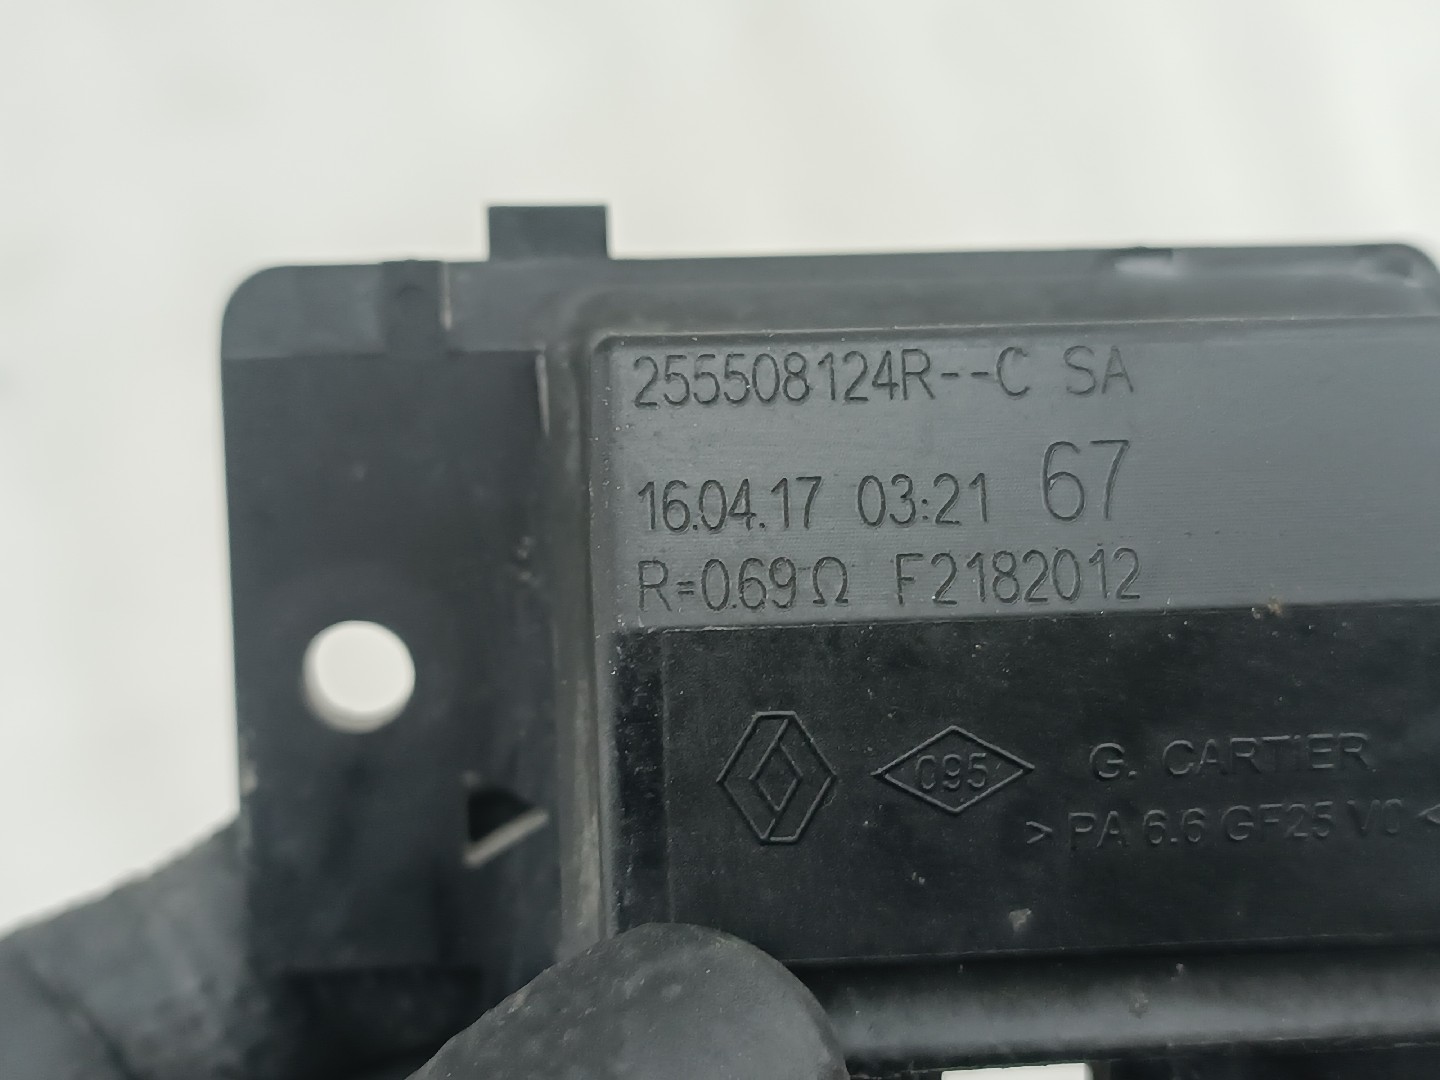 255508124R--C SA
16.04.17 03:21 67
R=0.69Ω F2182012
095 G. CARTIER
>PA 6.6 GF25 V0<